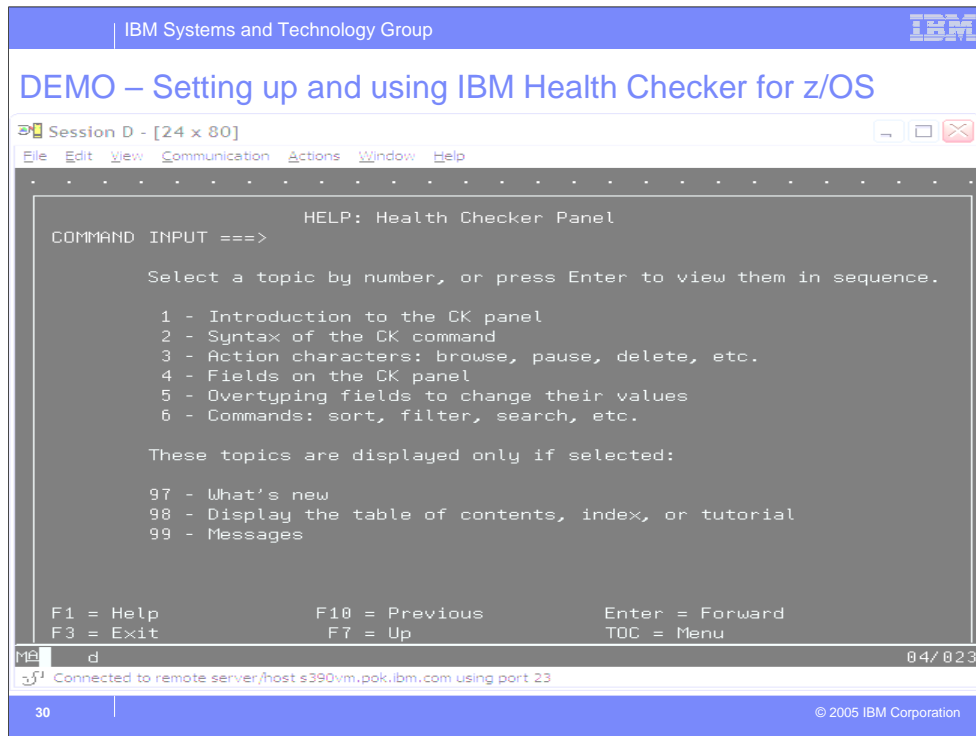 IBM Systems and Technology Group
IBM
DEMO – Setting up and using IBM Health Checker for z/OS
Session D - [24 x 80]
File Edit View Communication Actions Window Help
. . . . . . . . . . . . . . . . . . . . . . . . . . .
HELP: Health Checker Panel
COMMAND INPUT ===>
Select a topic by number, or press Enter to view them in sequence.
1 - Introduction to the CK panel
2 - Syntax of the CK command
3 - Action characters: browse, pause, delete, etc.
4 - Fields on the CK panel
5 - Overtyping fields to change their values
6 - Commands: sort, filter, search, etc.
These topics are displayed only if selected:
97 - What's new
98 - Display the table of contents, index, or tutorial
99 - Messages
F1 = Help F10 = Previous Enter = Forward
F3 = Exit F7 = Up TOC = Menu
MA d 04/023
Connected to remote server/host s390vm.pok.ibm.com using port 23
30 © 2005 IBM Corporation